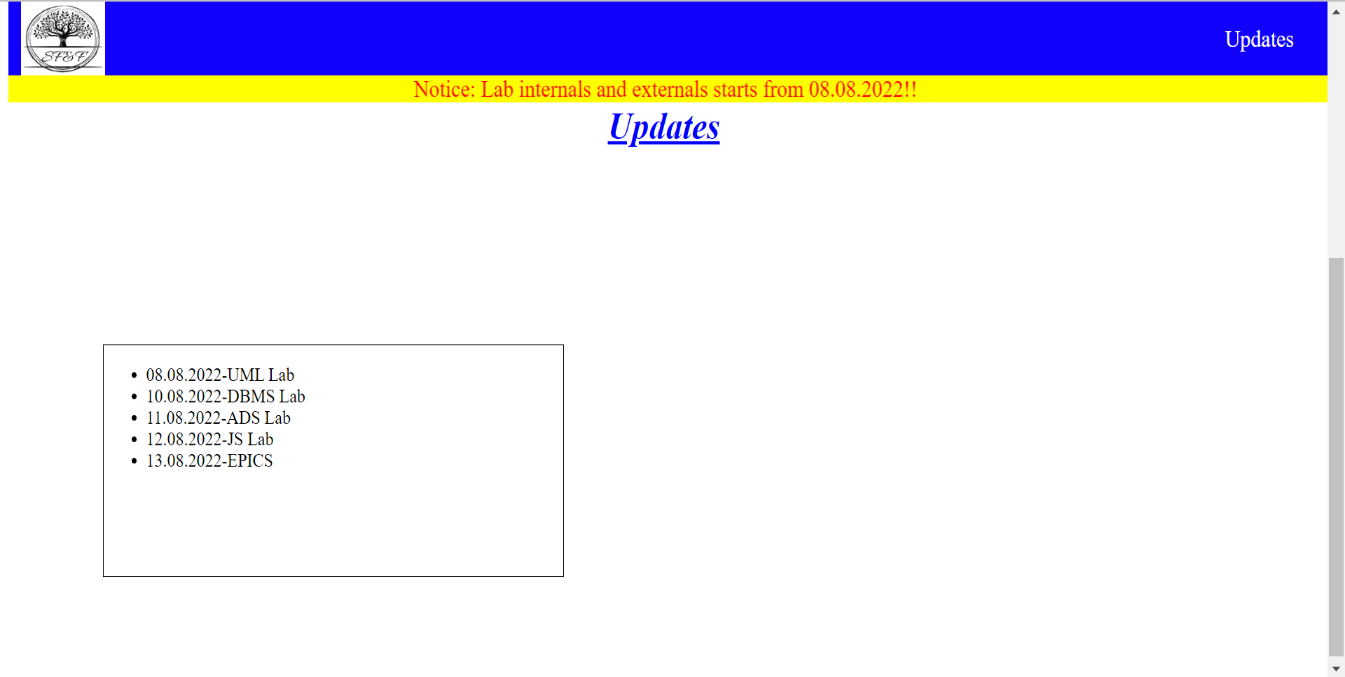 SF&F
Updates
Notice: Lab internals and externals starts from 08.08.2022!!
Updates
08.08.2022-UML Lab
10.08.2022-DBMS Lab
11.08.2022-ADS Lab
12.08.2022-JS Lab
13.08.2022-EPICS